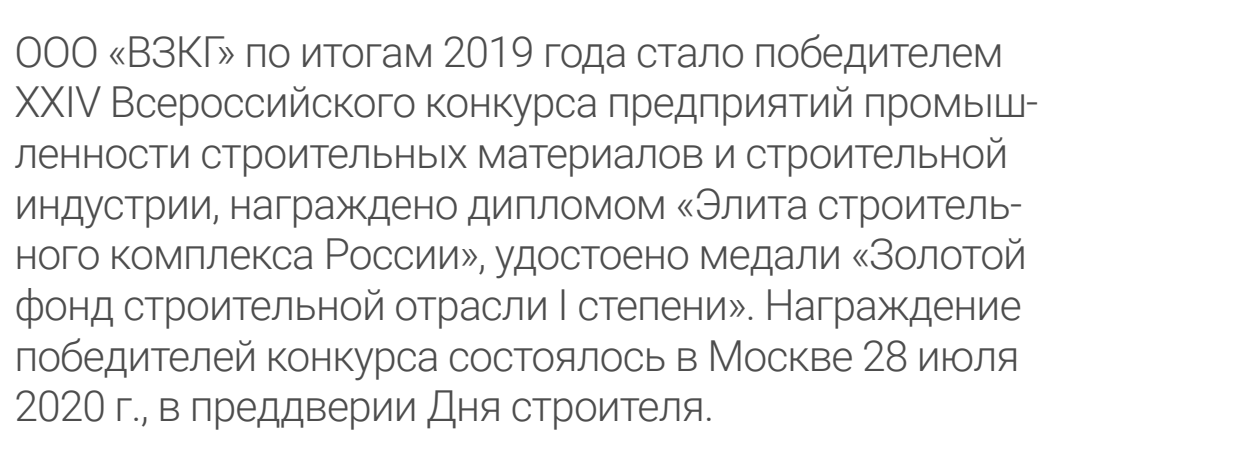 ООО «ВЗКГ» по итогам 2019 года стало победителем
XXIV Всероссийского конкурса предприятий промыш-
ленности строительных материалов и строительной
индустрии, награждено дипломом «Элита строитель-
ного комплекса России», удостоено медали «Золотой
фонд строительной отрасли I степени». Награждение
победителей конкурса состоялось в Москве 28 июля
2020 г., в преддверии Дня строителя.